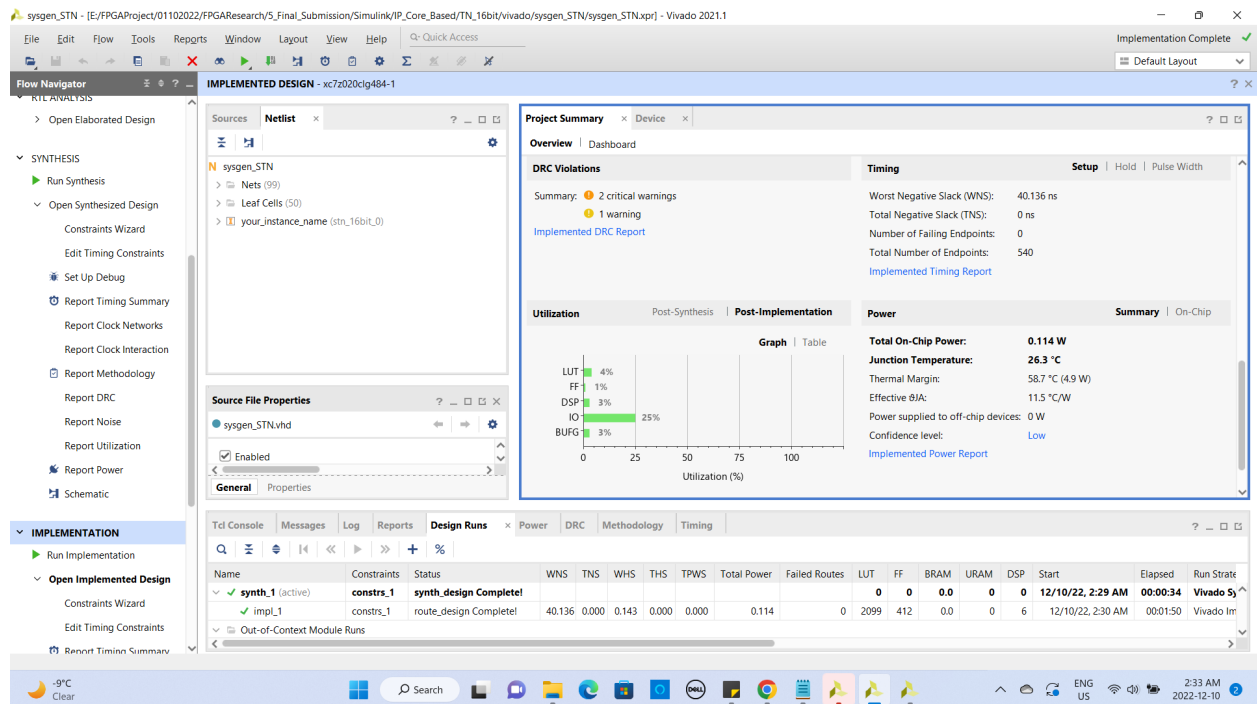 sysgen_STN - [E:/FPGAProject/01102022/FPGAResearch/5_Final_Submission/Simulink/IP_Core_Based/TN_16bit/vivado/sysgen_STN/sysgen_STN.xpr] - Vivado 2021.1
File Edit Flow Tools Reports Window Layout View Help Q- Quick Access Implementation Complete
Default Layout
Flow Navigator
IMPLEMENTED DESIGN - xc7z020clg484-1
RTL ANALYSIS
Open Elaborated Design
SYNTHESIS
Run Synthesis
Open Synthesized Design
Constraints Wizard
Edit Timing Constraints
Set Up Debug
Report Timing Summary
Report Clock Networks
Report Clock Interaction
Report Methodology
Report DRC
Report Noise
Report Utilization
Report Power
Schematic
IMPLEMENTATION
Run Implementation
Open Implemented Design
Constraints Wizard
Edit Timing Constraints
Report Timing Summary
Sources Netlist
N sysgen_STN
Nets (99)
Leaf Cells (50)
your_instance_name (stn_16bit_0)
Source File Properties
sysgen_STN.vhd
Enabled
General Properties
Project Summary Device
Overview Dashboard
DRC Violations
Summary: 2 critical warnings
1 warning
Implemented DRC Report
Timing Setup Hold Pulse Width
Worst Negative Slack (WNS): 40.136 ns
Total Negative Slack (TNS): 0 ns
Number of Failing Endpoints: 0
Total Number of Endpoints: 540
Implemented Timing Report
Utilization Post-Synthesis Post-Implementation
Graph Table
LUT 4%
FF 1%
DSP 3%
IO 25%
BUFG 3%
0 25 50 75 100
Utilization (%)
Power Summary On-Chip
Total On-Chip Power: 0.114 W
Junction Temperature: 26.3 °C
Thermal Margin: 58.7 °C (4.9 W)
Effective ϑJA: 11.5 °C/W
Power supplied to off-chip devices: 0 W
Confidence level: Low
Implemented Power Report
Tcl Console Messages Log Reports Design Runs Power DRC Methodology Timing
Name Constraints Status WNS TNS WHS THS TPWS Total Power Failed Routes LUT FF BRAM URAM DSP Start Elapsed Run Strate
synth_1 (active) constrs_1 synth_design Complete! 0 0 0.0 0 0 12/10/22, 2:29 AM 00:00:34 Vivado Sy
impl_1 constrs_1 route_design Complete! 40.136 0.000 0.143 0.000 0.000 0.114 0 2099 412 0.0 0 6 12/10/22, 2:30 AM 00:01:50 Vivado Im
Out-of-Context Module Runs
-9°C
Clear
Search
DELL
ENG
US
2:33 AM
2022-12-10
2